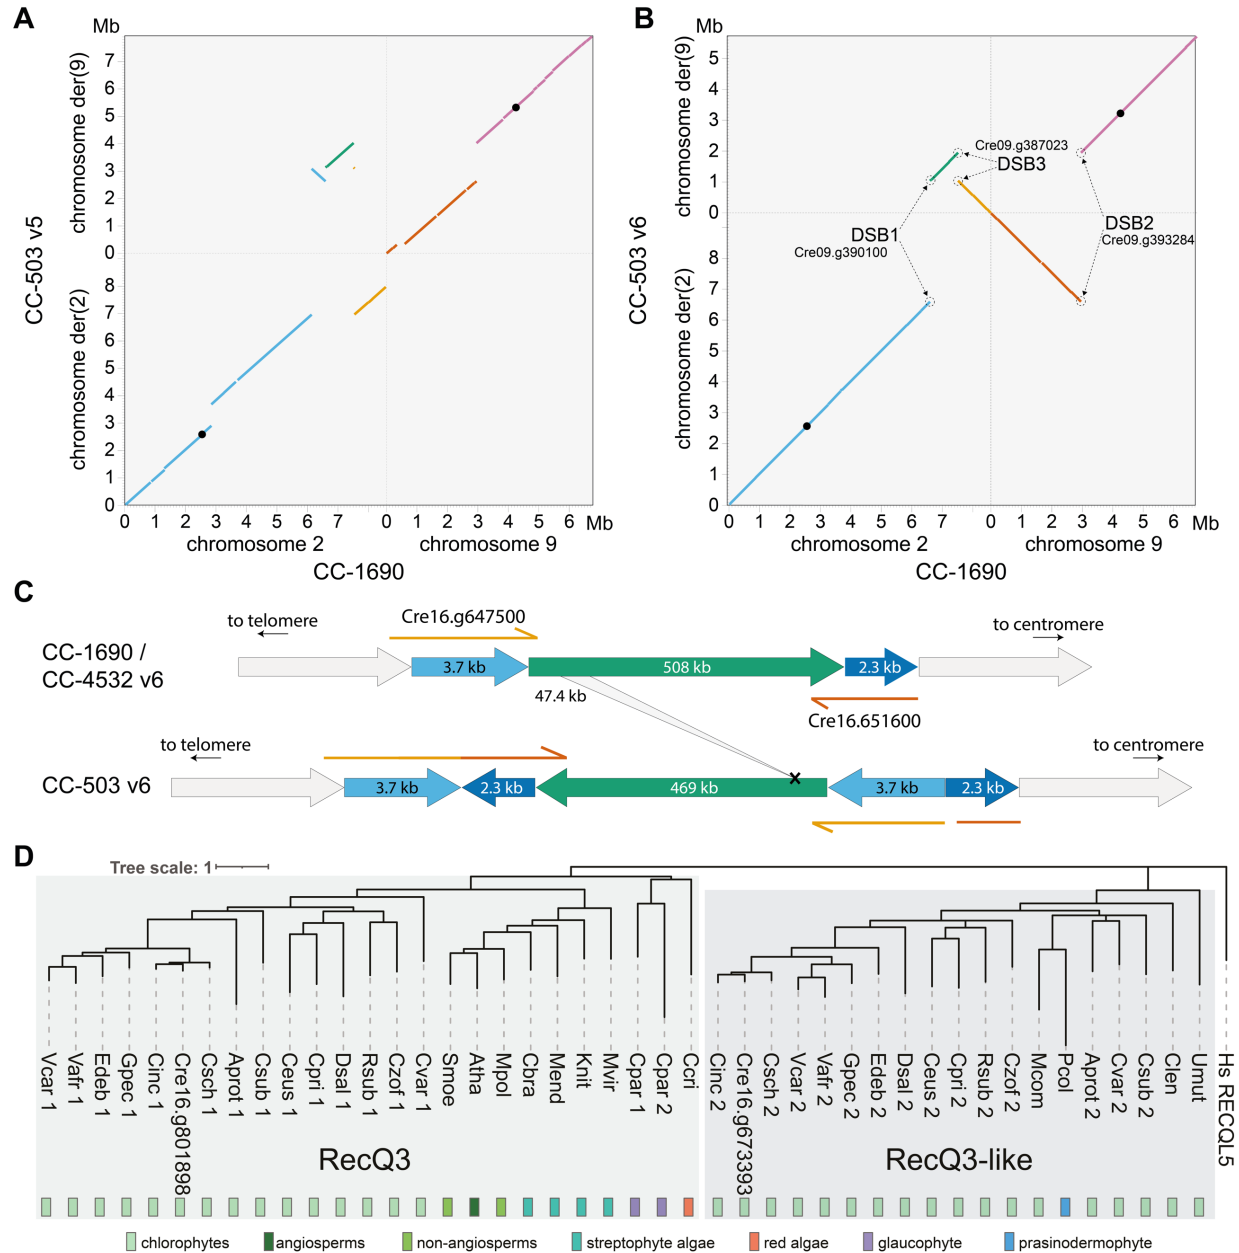 A
Mb
7
6
5
4
3
2
1
0
8
7
6
5
4
3
2
1
0
chromosome der(9)
chromosome der(2)
CC-503 v5
0 1 2 3 4 5 6 7 0 1 2 3 4 5 6 Mb
chromosome 2 chromosome 9
CC-1690
B
Mb
5
4
3
2
1
0
8
7
6
5
4
3
2
1
0
chromosome der(9)
chromosome der(2)
CC-503 v6
Cre09.g387023
DSB3
DSB1
Cre09.g390100
DSB2
Cre09.g393284
0 1 2 3 4 5 6 7 0 1 2 3 4 5 6 Mb
chromosome 2 chromosome 9
CC-1690
C
to telomere
Cre16.g647500
to centromere
CC-1690 /
CC-4532 v6
3.7 kb 508 kb 2.3 kb
47.4 kb
Cre16.651600
to telomere
to centromere
CC-503 v6
3.7 kb 2.3 kb 469 kb 3.7 kb 2.3 kb
D
Tree scale: 1
Vcar 1
Vafr 1
Edeb 1
Gpec 1
Cinc 1
Cre16.g801898
Csch 1
Aprot 1
Csub 1
Ceus 1
Cpri 1
Dsal 1
Rsub 1
Czof 1
Cvar 1
Smoe
Atha
Mpol
Cbra
Mend
Knit
Mvir
Cpar 1
Cpar 2
Ccri
Cinc 2
Cre16.g673393
Csch 2
Vcar 2
Vafr 2
Gpec 2
Edeb 2
Dsal 2
Ceus 2
Cpri 2
Rsub 2
Czof 2
Mcom
Pcol
Aprot 2
Cvar 2
Csub 2
Clen
Umut
Hs RECQL5
RecQ3
RecQ3-like
chlorophytes angiosperms non-angiosperms streptophyte algae red algae glaucophyte prasinodermophyte